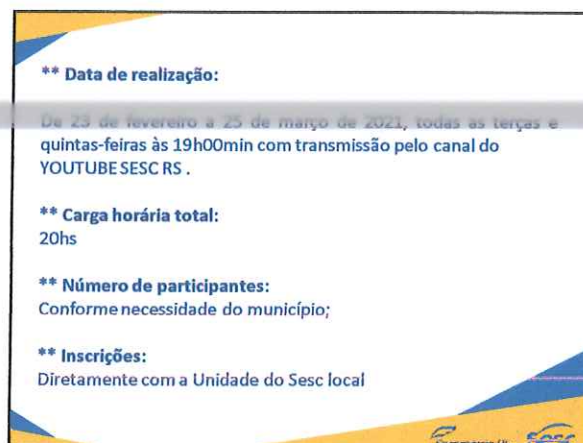 ** Data de realização:
De 23 de fevereiro a 25 de março de 2021, todas as terças e
quintas-feiras às 19h00min com transmissão pelo canal do
YOUTUBE SESC RS .
** Carga horária total:
20hs
** Número de participantes:
Conforme necessidade do município;
** Inscrições:
Diretamente com a Unidade do Sesc local